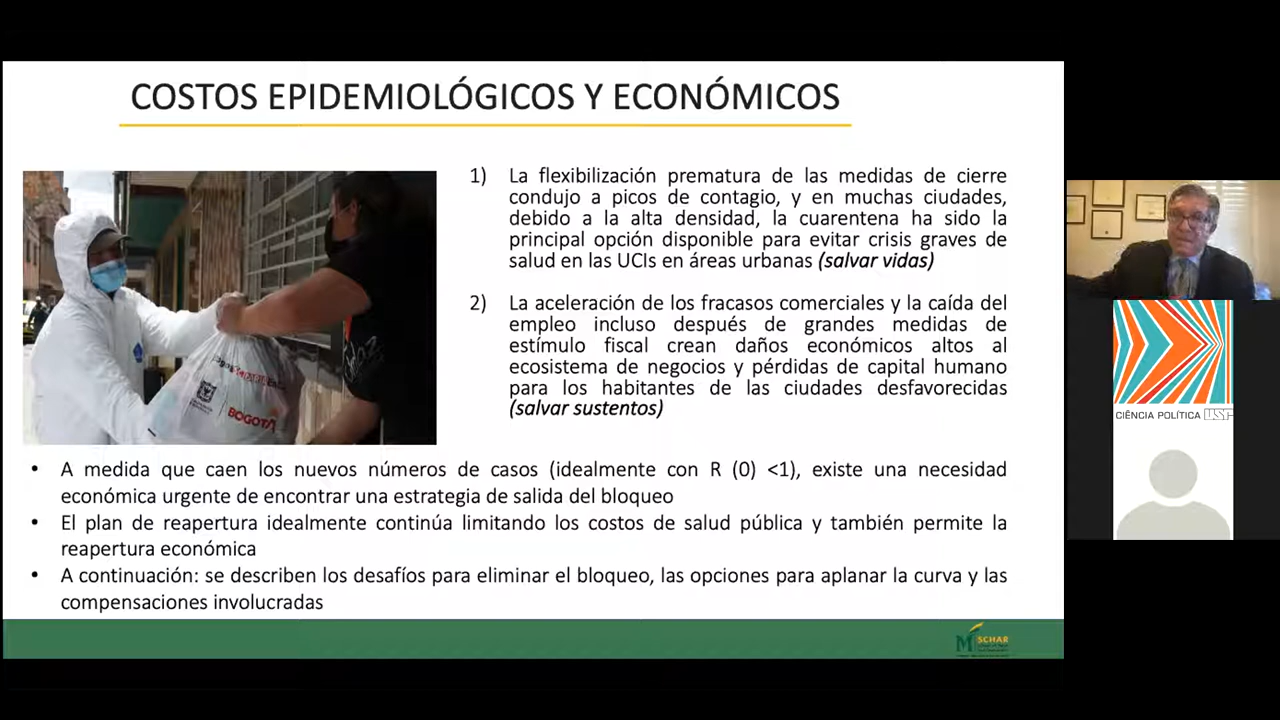 COSTOS EPIDEMIOLÓGICOS Y ECONÓMICOS
1) La flexibilización prematura de las medidas de cierre
condujo a picos de contagio, y en muchas ciudades,
debido a la alta densidad, la cuarentena ha sido la
principal opción disponible para evitar crisis graves de
salud en las UCIs en áreas urbanas (salvar vidas)
2) La aceleración de los fracasos comerciales y la caída del
empleo incluso después de grandes medidas de
estímulo fiscal crean daños económicos altos al
ecosistema de negocios y pérdidas de capital humano
para los habitantes de las ciudades desfavorecidas
(salvar sustentos)
BOGOTÁ
• A medida que caen los nuevos números de casos (idealmente con R (0) <1), existe una necesidad
económica urgente de encontrar una estrategia de salida del bloqueo
• El plan de reapertura idealmente continúa limitando los costos de salud pública y también permite la
reapertura económica
• A continuación: se describen los desafíos para eliminar el bloqueo, las opciones para aplanar la curva y las
compensaciones involucradas
SCHAR
CIÊNCIA POLÍTICA USP